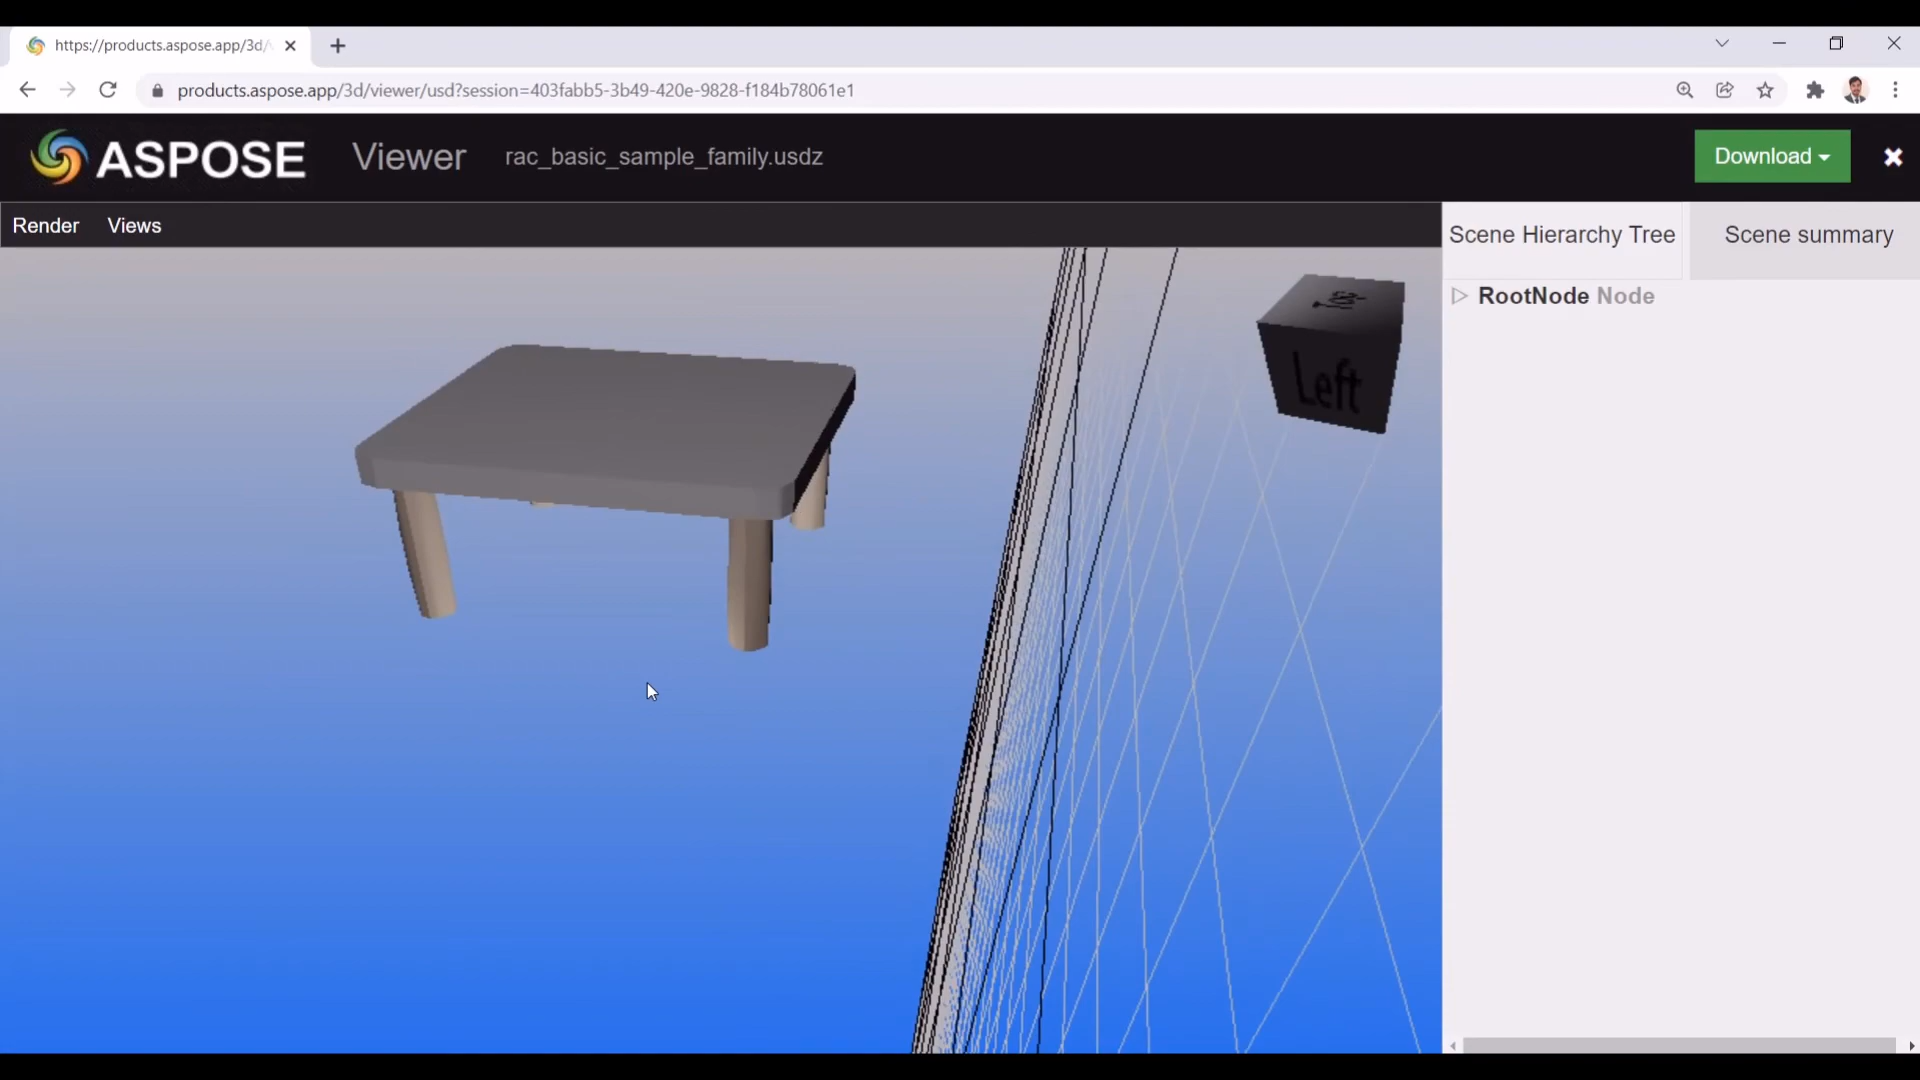 https://products.aspose.app/3d/
products.aspose.app/3d/viewer/usd?session=403fabb5-3b49-420e-9828-f184b78061e1
ASPOSE Viewer rac_basic_sample_family.usdz Download
Render Views
Scene Hierarchy Tree Scene summary
RootNode Node
Left